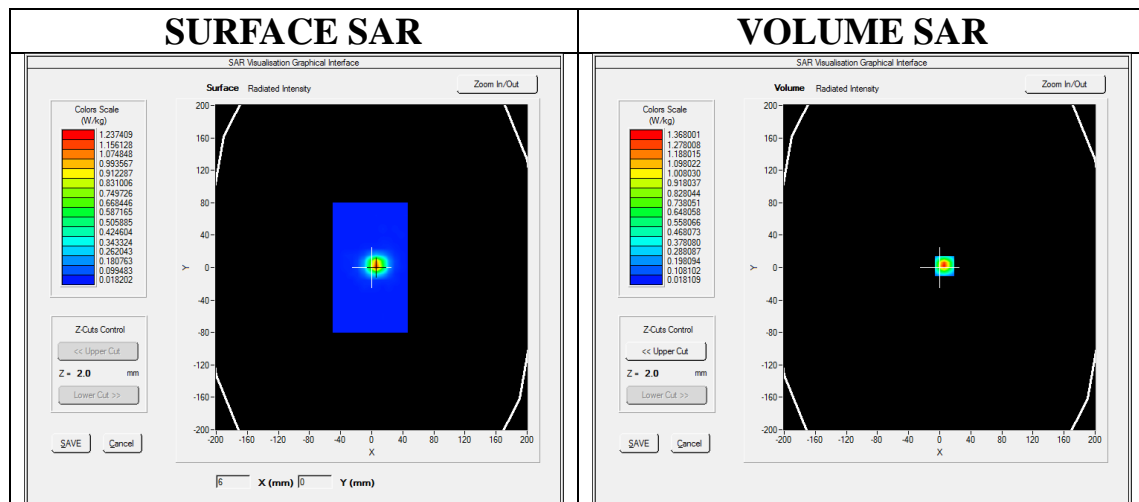 SURFACE SAR
SAR Visualisation Graphical Interface
Surface Radiated Intensity
Zoom In/Out
Colors Scale
(W/kg)
1.237409
1.156128
1.074848
0.993567
0.912287
0.831006
0.749726
0.668446
0.587165
0.505885
0.424604
0.343324
0.262043
0.180763
0.099483
0.018202
Z-Cuts Control
<< Upper Cut
Z = 2.0 mm
Lower Cut >>
SAVE Cancel
200
160
120
80
40
0
-40
-80
-120
-160
-200
Y
-200 -160 -120 -80 -40 0 40 80 120 160 200
X
6 X (mm) 0 Y (mm)
VOLUME SAR
SAR Visualisation Graphical Interface
Volume Radiated Intensity
Zoom In/Out
Colors Scale
(W/kg)
1.368001
1.278008
1.188015
1.098022
1.008030
0.918037
0.828044
0.738051
0.648058
0.558066
0.468073
0.378080
0.288087
0.198094
0.108102
0.018109
Z-Cuts Control
<< Upper Cut
Z = 2.0 mm
Lower Cut >>
SAVE Cancel
200
160
120
80
40
0
-40
-80
-120
-160
-200
Y
-200 -160 -120 -80 -40 0 40 80 120 160 200
X